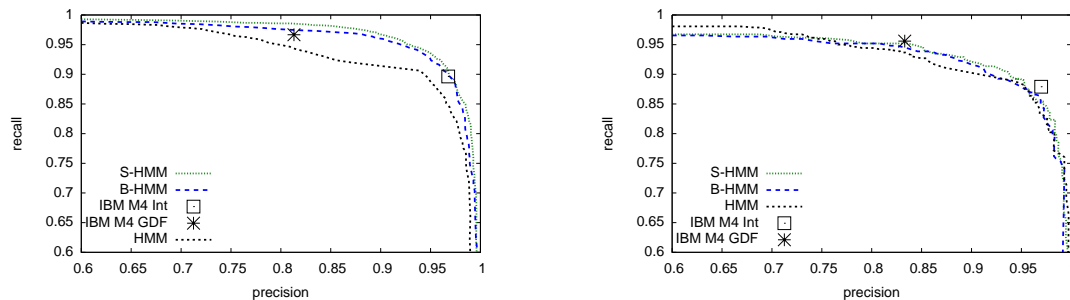 1
0.95
0.9
0.85
0.8
0.75
0.7
0.65
0.6
recall
S-HMM
B-HMM
IBM M4 Int
IBM M4 GDF
HMM
0.6 0.65 0.7 0.75 0.8 0.85 0.9 0.95 1
precision
1
0.95
0.9
0.85
0.8
0.75
0.7
0.65
0.6
recall
S-HMM
B-HMM
HMM
IBM M4 Int
IBM M4 GDF
0.6 0.65 0.7 0.75 0.8 0.85 0.9 0.95
precision